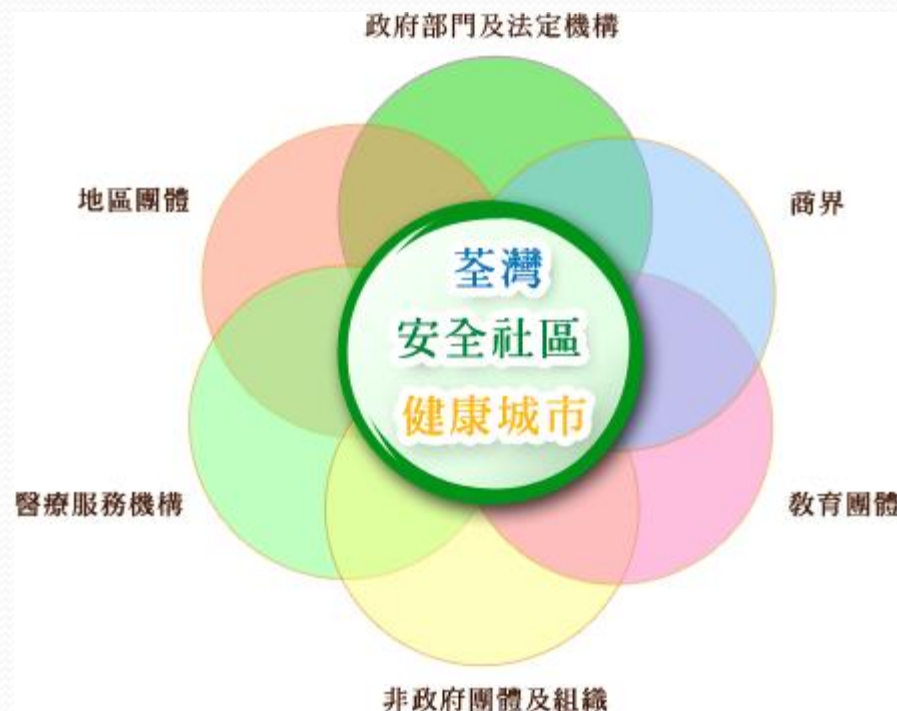 政府部門及法定機構
地區團體
商界
荃灣
安全社區
健康城市
醫療服務機構
教育團體
非政府團體及組織